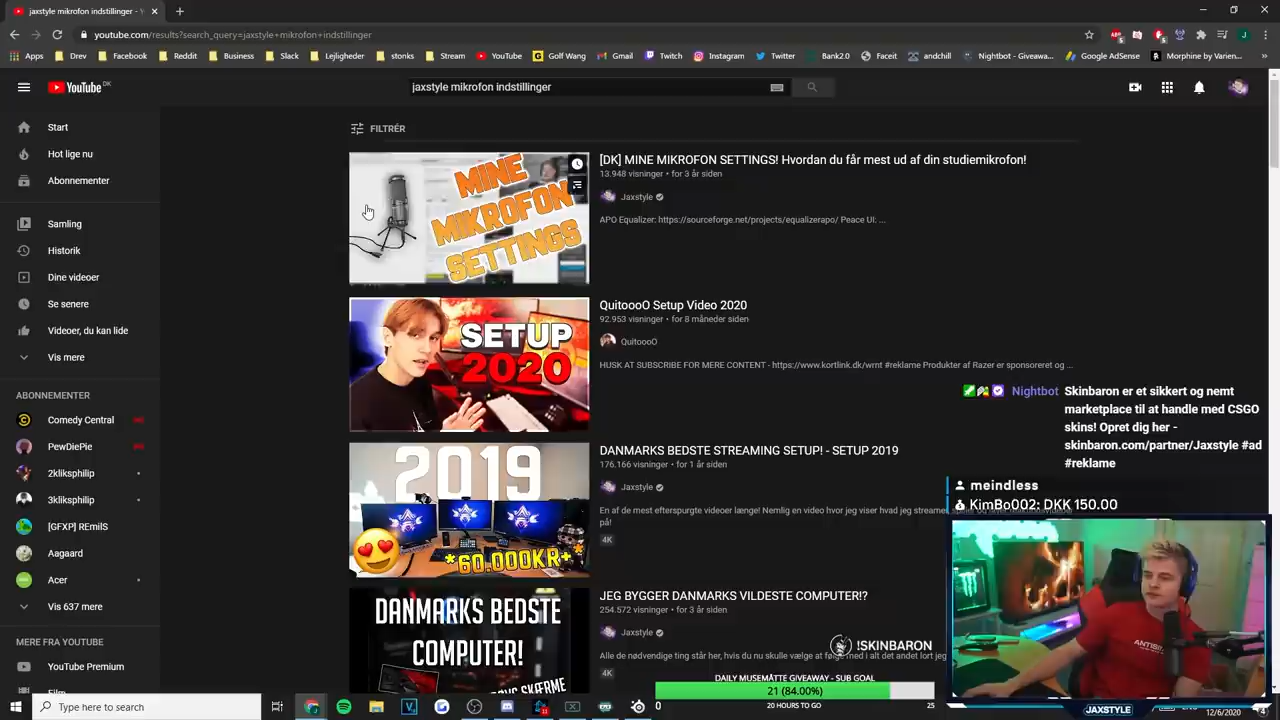 jaxstyle mikrofon indstillinger - Y
youtube.com/results?search_query=jaxstyle+mikrofon+indstillinger
Apps
Dev
Facebook
Reddit
Business
Slack
Lejligheder
stonks
Stream
YouTube
Golf Wang
Gmail
Twitch
Instagram
Twitter
Bank2.0
Faceit
andchill
Nightbot - Giveawa...
Google AdSense
Morphine by Varien...
YouTube DK
jaxstyle mikrofon indstillinger
Start
Hot lige nu
Abonnementer
Samling
Historik
Dine videoer
Se senere
Videoer, du kan lide
Vis mere
ABONNEMENTER
Comedy Central
PewDiePie
2kliksphilip
3kliksphilip
[GFXP] REmilS
Aagaard
Acer
Vis 637 mere
MERE FRA YOUTUBE
YouTube Premium
Film
FILTRÉR
MINE
MIKROFON
SETTINGS
[DK] MINE MIKROFON SETTINGS! Hvordan du får mest ud af din studiemikrofon!
13.948 visninger • for 3 år siden
Jaxstyle
APO Equalizer: https://sourceforge.net/projects/equalizerapo/ Peace UI: ...
SETUP
2020
QuitoooO Setup Video 2020
92.953 visninger • for 8 måneder siden
QuitoooO
HUSK AT SUBSCRIBE FOR MERE CONTENT - https://www.kortlink.dk/wrnt #reklame Produkter af Razer er sponsoreret og ...
2019
*60.000KR+*
DANMARKS BEDSTE STREAMING SETUP! - SETUP 2019
176.166 visninger • for 1 år siden
Jaxstyle
En af de mest efterspurgte videoer længe! Nemlig en video hvor jeg viser hvad jeg streamer
på!
4K
DANMARKS BEDSTE
COMPUTER!
JEG BYGGER DANMARKS VILDESTE COMPUTER!?
254.572 visninger • for 3 år siden
Jaxstyle
Alle de nødvendige ting står her, hvis du nu skulle vælge at følge med i alt det andet lort jeg
4K
Nightbot Skinbaron er et sikkert og nemt
marketplace til at handle med CSGO
skins! Opret dig her -
skinbaron.com/partner/Jaxstyle #ad
#reklame
meindless
KimBo002: DKK 150.00
!SKINBARON
DAILY MUSEMÅTTE GIVEAWAY - SUB GOAL
21 (84.00%)
0
20 HOURS TO GO
25
JAXSTYLE
Type here to search
12/6/2020